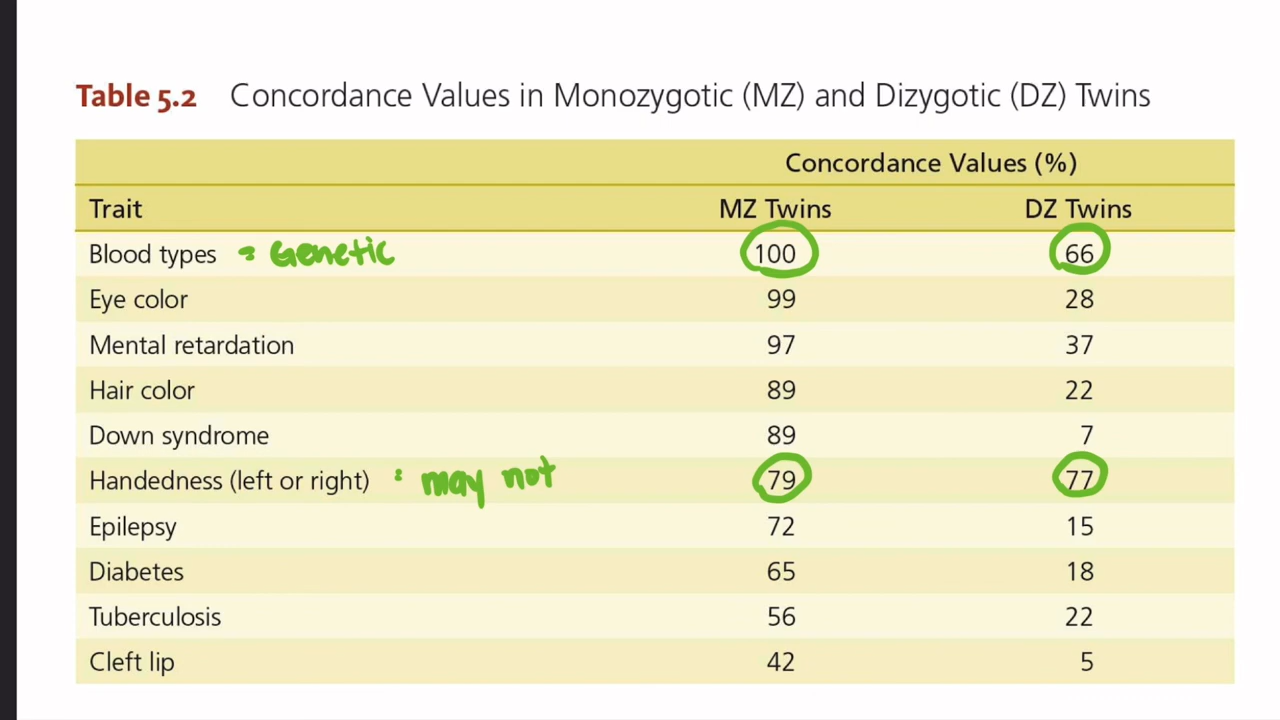 Table 5.2 Concordance Values in Monozygotic (MZ) and Dizygotic (DZ) Twins
Concordance Values (%)
Trait MZ Twins DZ Twins
Blood types : Genetic 100 66
Eye color 99 28
Mental retardation 97 37
Hair color 89 22
Down syndrome 89 7
Handedness (left or right) : may not 79 77
Epilepsy 72 15
Diabetes 65 18
Tuberculosis 56 22
Cleft lip 42 5